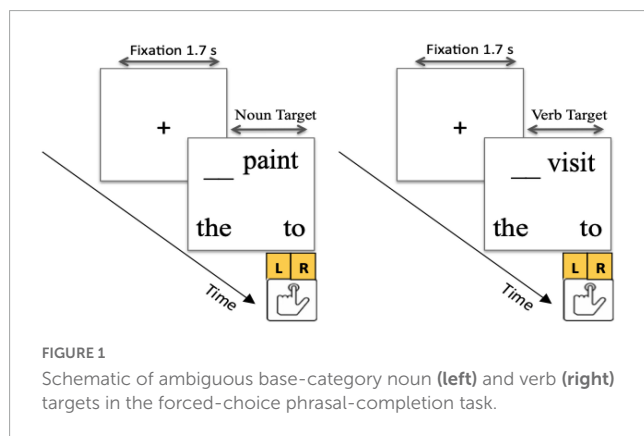 Fixation 1.7 s
+
Noun Target
__ paint
the to
L R
Time
Fixation 1.7 s
+
Verb Target
__ visit
the to
L R
Time
FIGURE 1
Schematic of ambiguous base-category noun (left) and verb (right)
targets in the forced-choice phrasal-completion task.